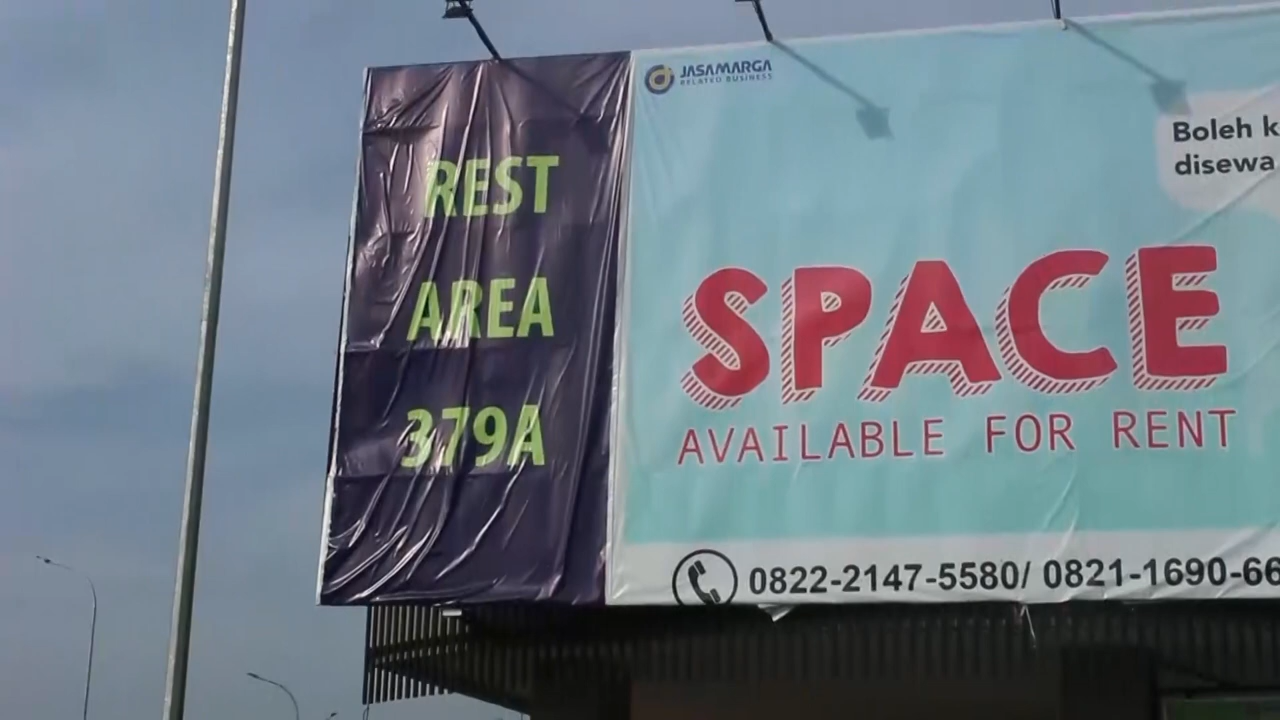 REST
AREA
379A
JASAMARGA
RELATED BUSINESS
Boleh k
disewa
SPACE
AVAILABLE FOR RENT
0822-2147-5580/ 0821-1690-66